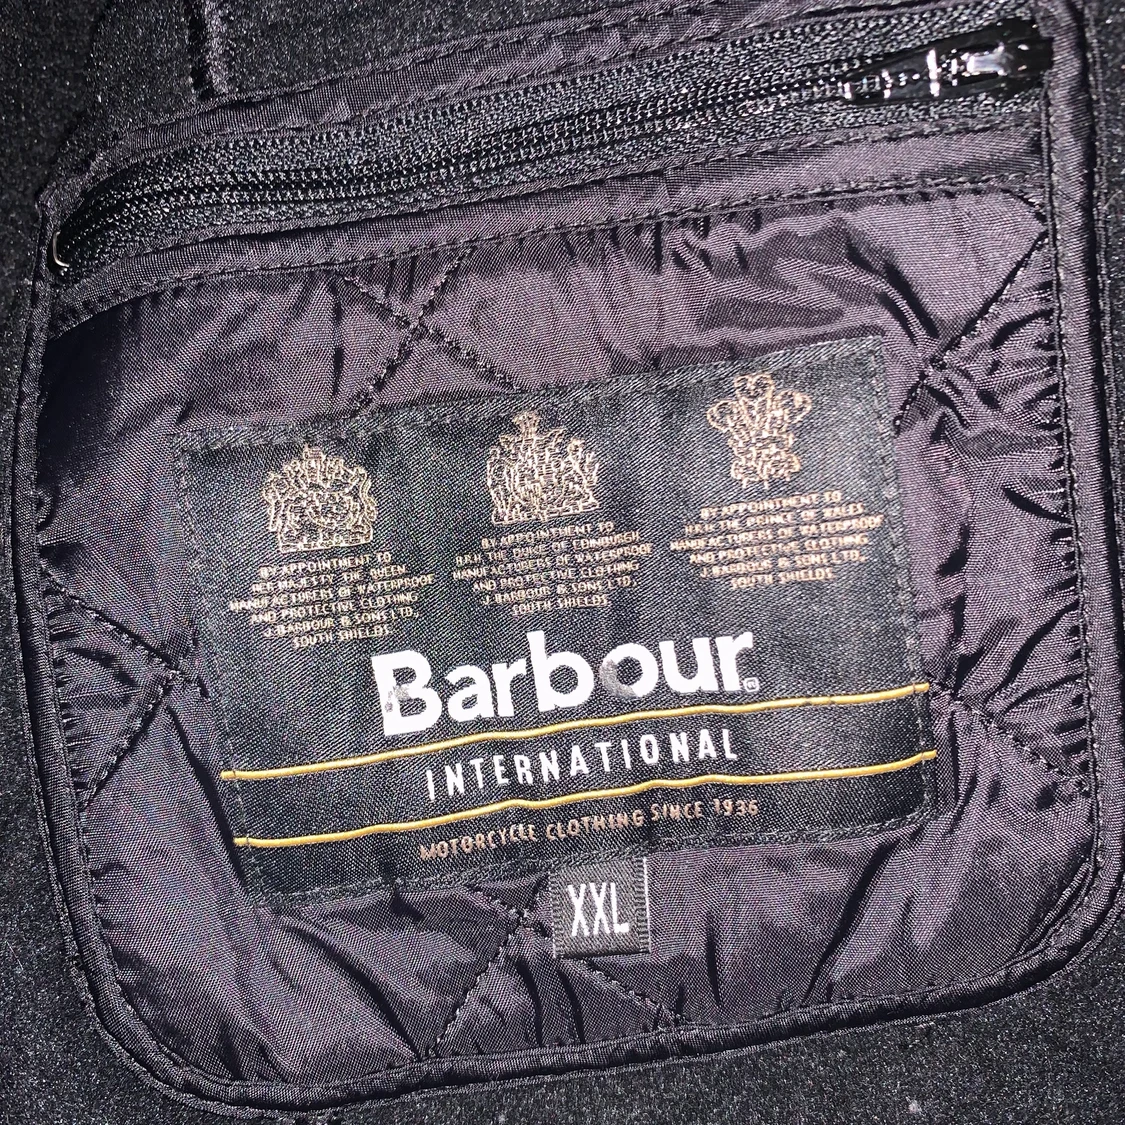 BY APPOINTMENT TO
HER MAJESTY THE QUEEN
MANUFACTURERS OF WATERPROOF
AND PROTECTIVE CLOTHING
J. BARBOUR & SONS LTD.
SOUTH SHIELDS
BY APPOINTMENT TO
H.R.H. THE DUKE OF EDINBURGH
MANUFACTURERS OF WATERPROOF
AND PROTECTIVE CLOTHING
J. BARBOUR & SONS LTD.
SOUTH SHIELDS
BY APPOINTMENT TO
H.R.H. THE PRINCE OF WALES
MANUFACTURERS OF WATERPROOF
AND PROTECTIVE CLOTHING
J. BARBOUR & SONS LTD.
SOUTH SHIELDS
Barbour®
INTERNATIONAL
MOTORCYCLE CLOTHING SINCE 1936
XXL